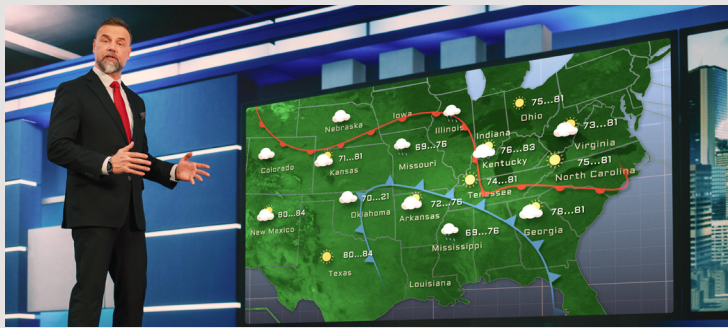 75...81
Ohio
Iowa
Nebraska
Illinois
73...81
Indiana
Virginia
69...76
Missouri
76...83
Kentucky
71...81
Kansas
Colorado
75...81
North Carolina
74...81
Tennessee
70...21
Oklahoma
72...76
Arkansas
80...84
New Mexico
78...81
Georgia
69...76
Mississippi
80...84
Texas
Louisiana